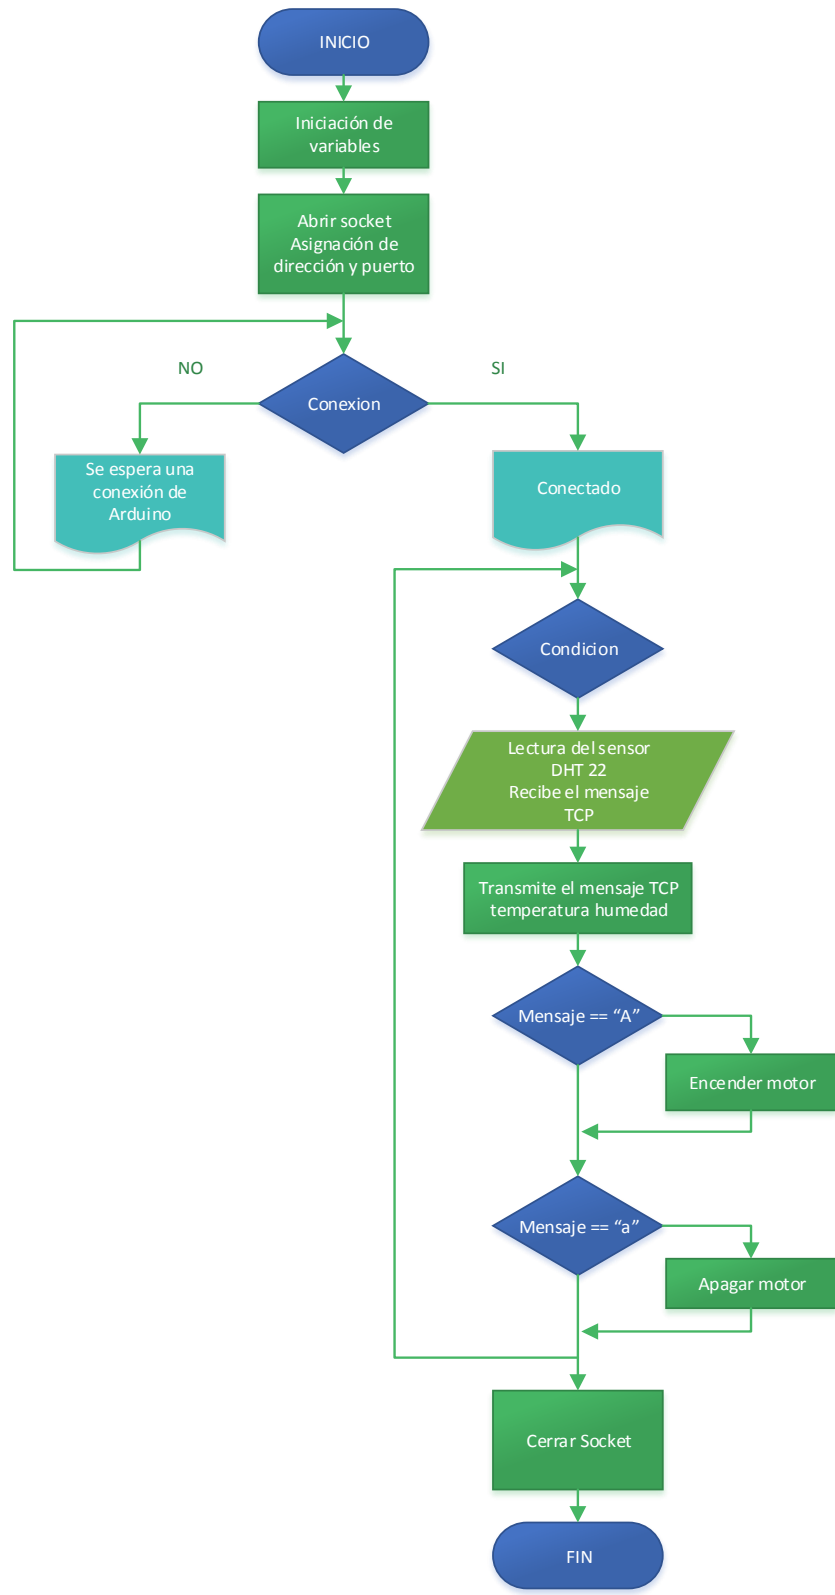 INICIO
Iniciación de
variables
Abrir socket
Asignación de
dirección y puerto
NO
SI
Conexion
Se espera una
conexión de
Arduino
Conectado
Condicion
Lectura del sensor
DHT 22
Recibe el mensaje
TCP
Transmite el mensaje TCP
temperatura humedad
Mensaje == “A”
Encender motor
Mensaje == “a”
Apagar motor
Cerrar Socket
FIN